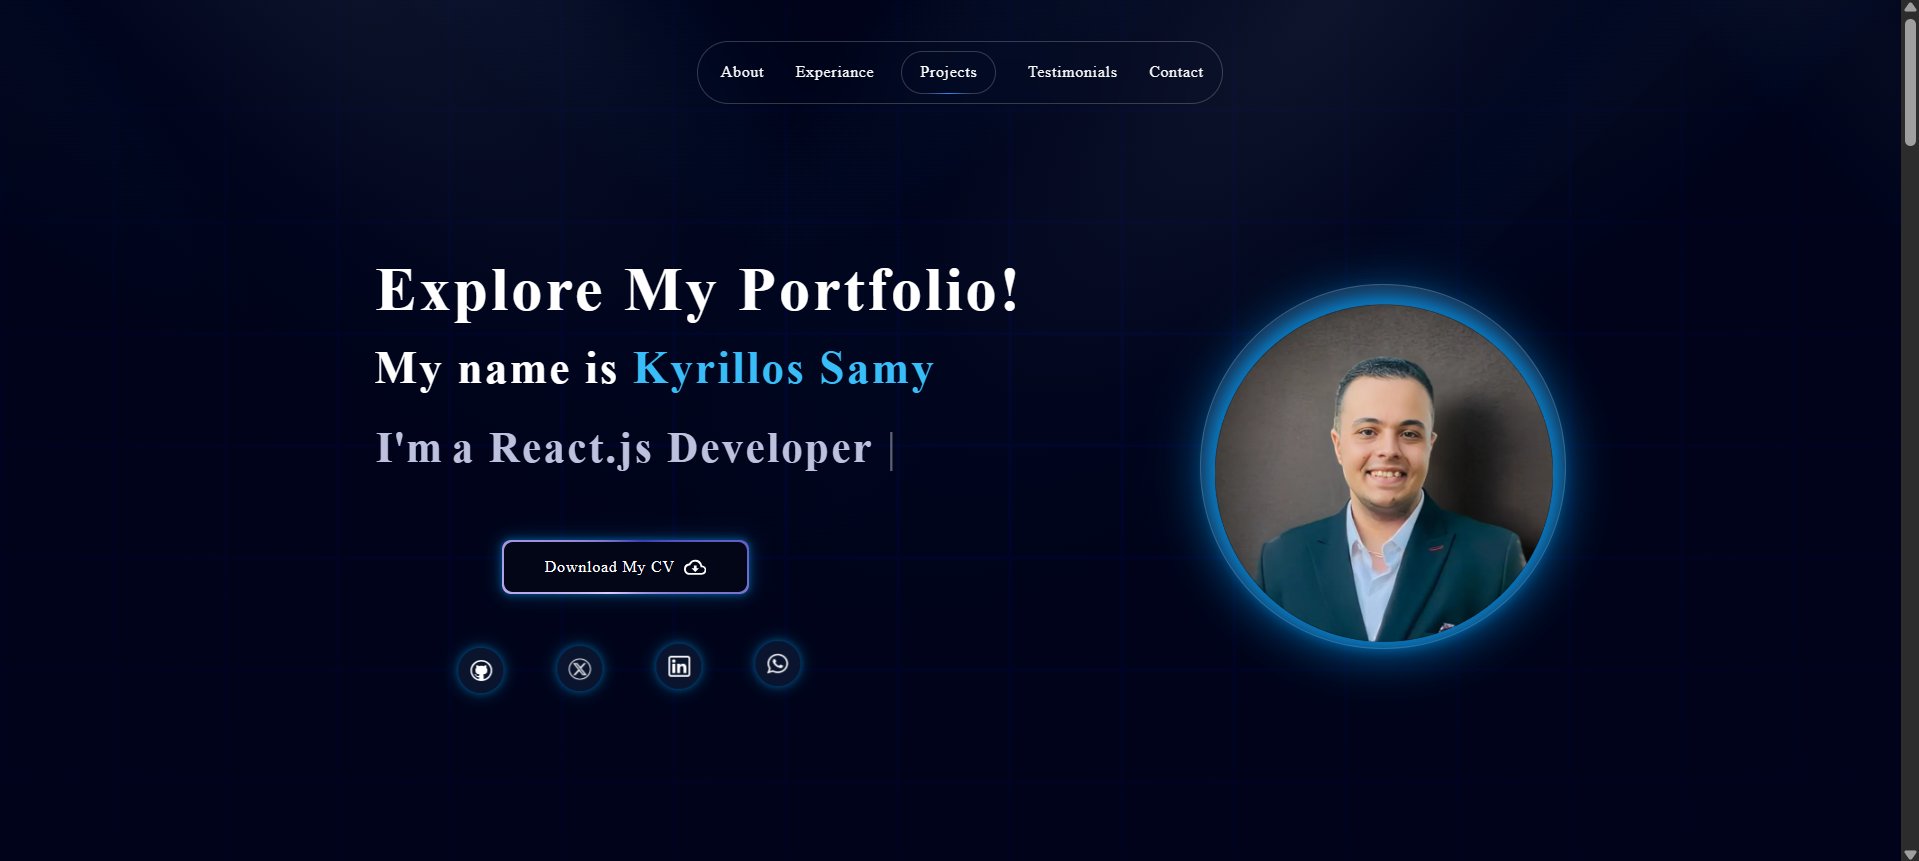 About Experiance Projects Testimonials Contact
Explore My Portfolio!
My name is Kyrillos Samy
I'm a React.js Developer |
Download My CV